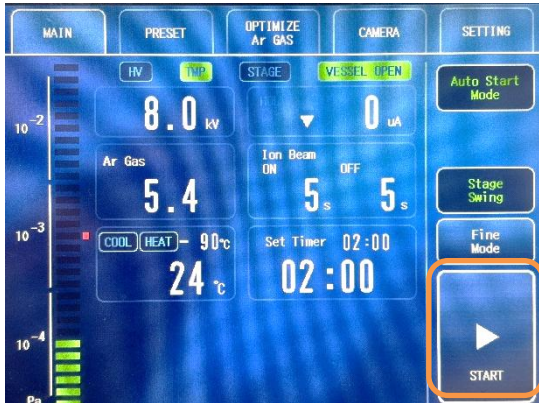 MAIN
PRESET
OPTIMIZE
Ar GAS
CAMERA
SETTING
HV
TMP
STAGE
VESSEL OPEN
Auto Start
Mode
10-2
8.0 kV
0 uA
Ar Gas
5.4
Ion Beam
ON OFF
5s 5s
Stage
Swing
10-3
COOL HEAT - 90℃
24 ℃
Set Timer 02:00
02:00
Fine
Mode
10-4
START
Pa